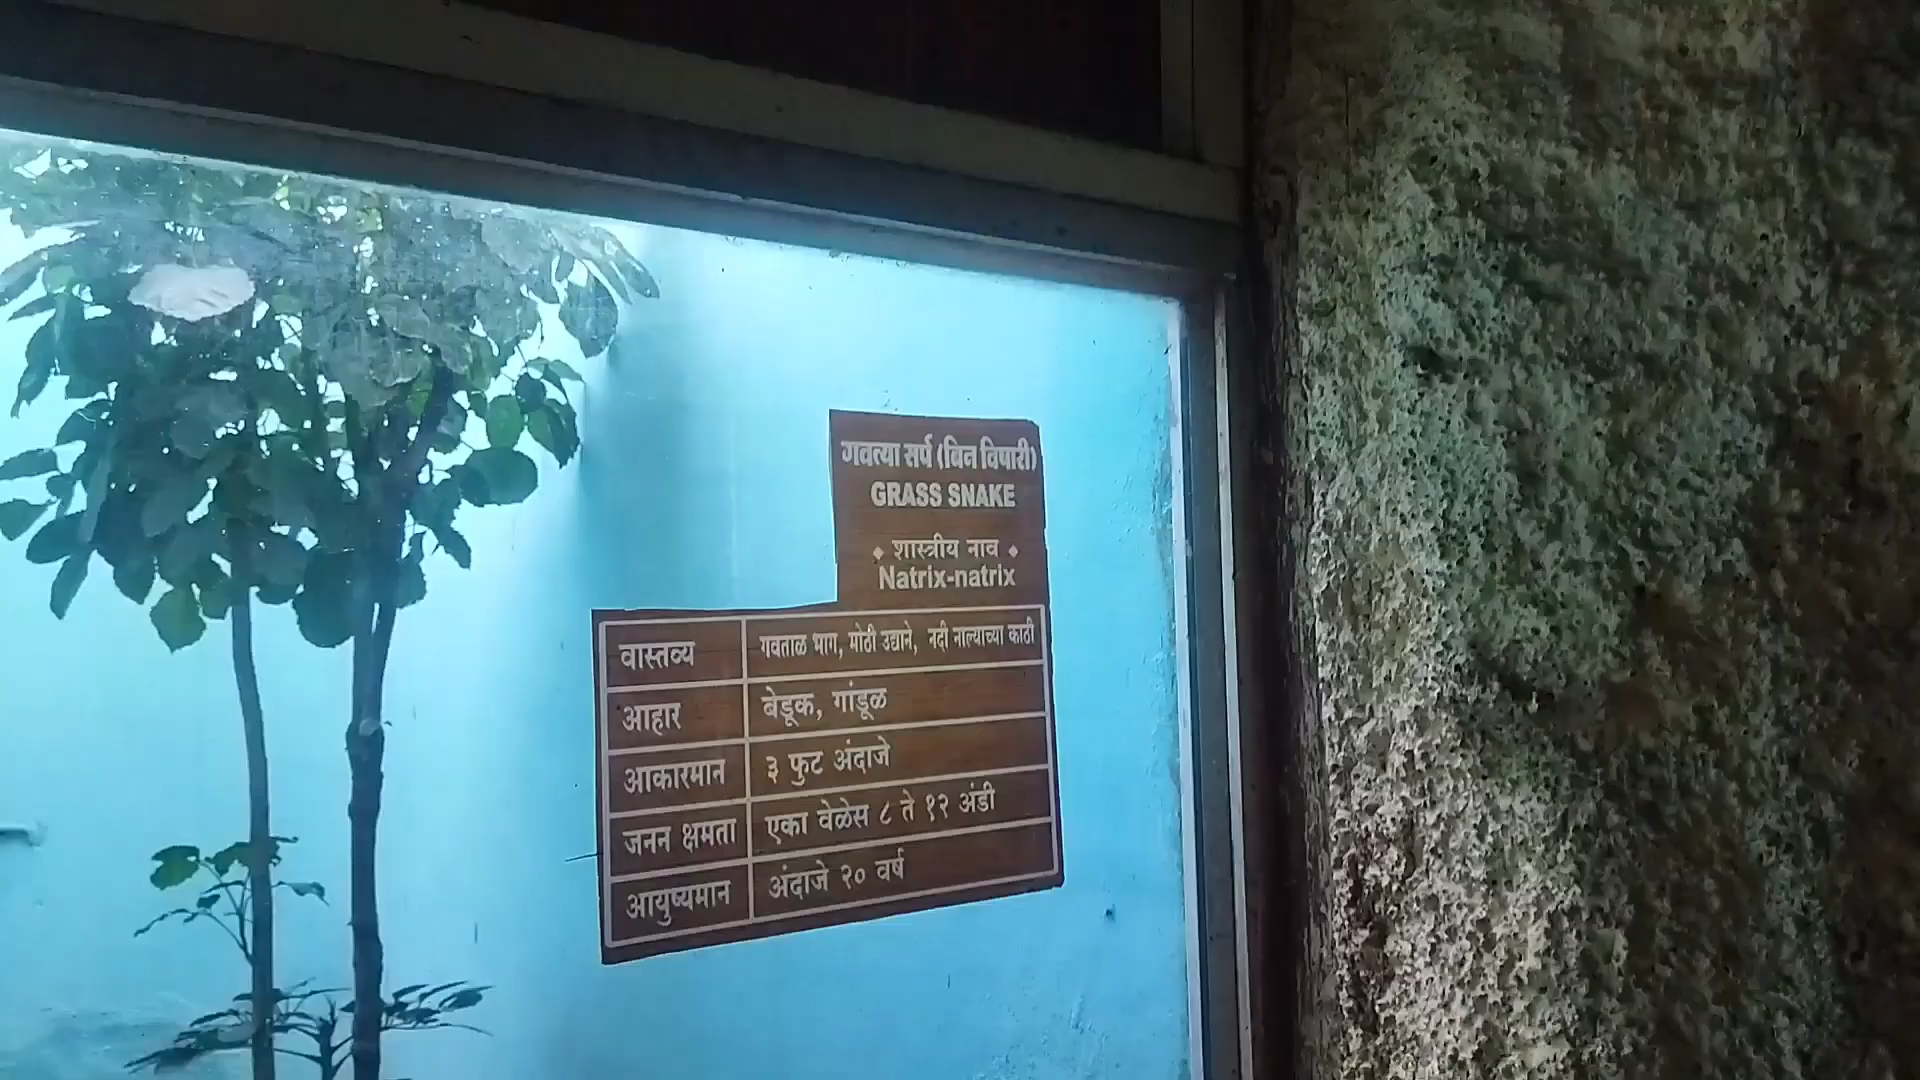 गवत्या सर्प (बिन विषारी)
GRASS SNAKE
शास्त्रीय नाव
Natrix-natrix
वास्तव्य गवताळ भाग, मोठी उद्याने, नदी नाल्याच्या काठी
आहार बेडूक, गांडूळ
आकारमान ३ फुट अंदाजे
जनन क्षमता एका वेळेस ८ ते १२ अंडी
आयुष्यमान अंदाजे २० वर्ष